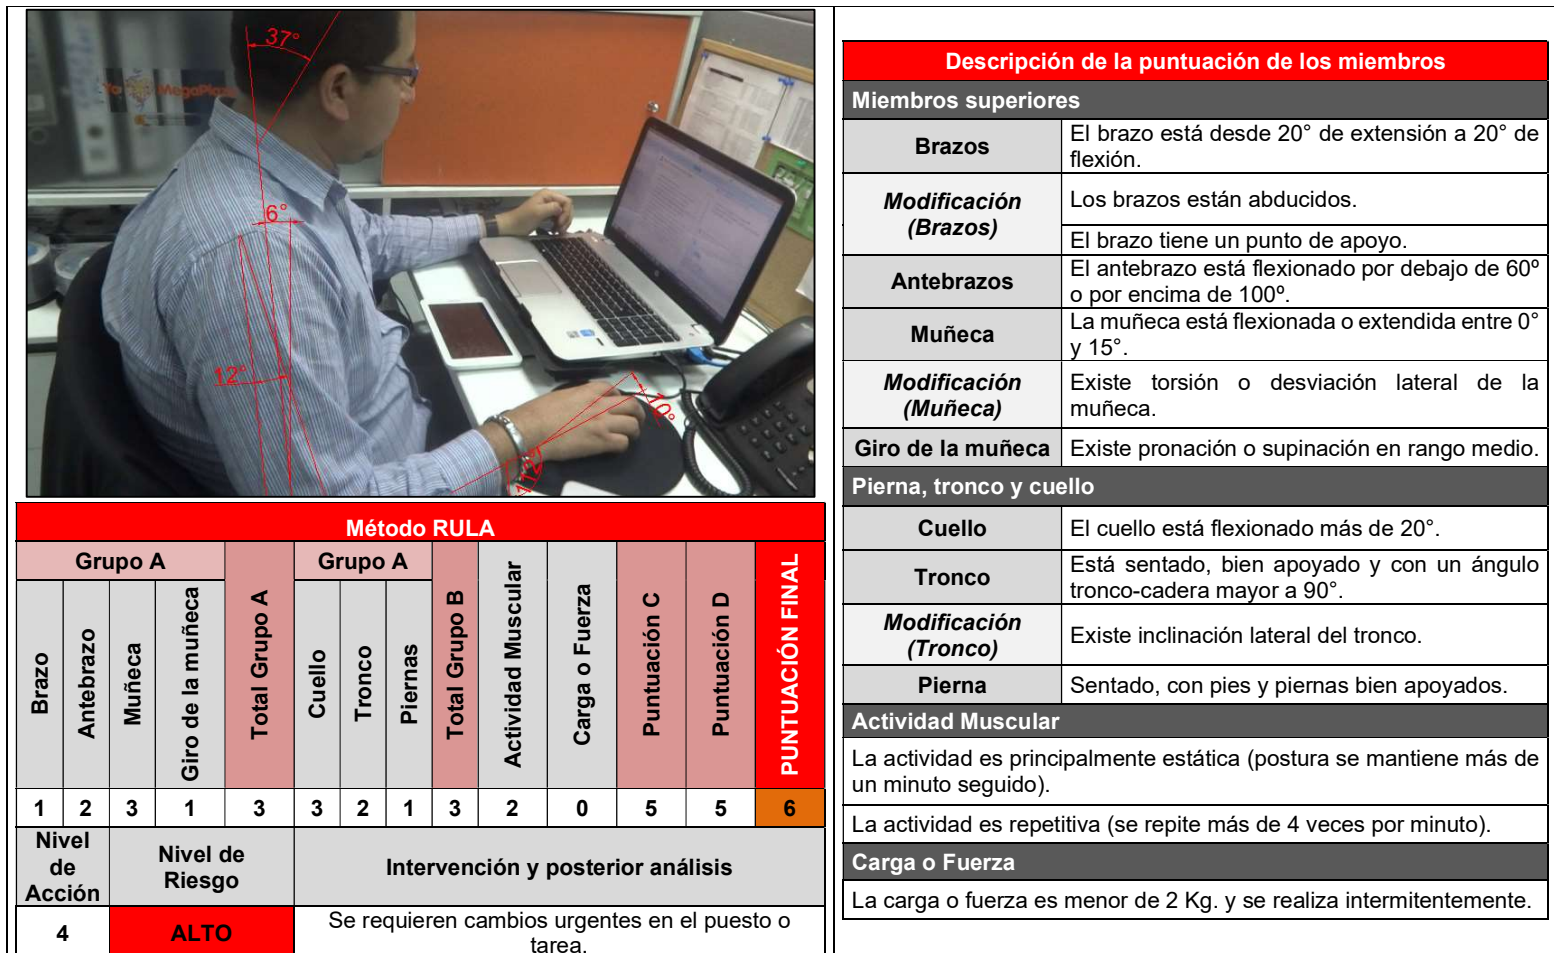 37°
Yo
MegaPlaza
6°
12°
10°
112°
Método RULA
Grupo A
Grupo A
Brazo
Antebrazo
Muñeca
Giro de la muñeca
Total Grupo A
Cuello
Tronco
Piernas
Total Grupo B
Actividad Muscular
Carga o Fuerza
Puntuación C
Puntuación D
PUNTUACIÓN FINAL
1 2 3 1 3 3 2 1 3 2 0 5 5 6
Nivel
de
Acción
Nivel de
Riesgo
Intervención y posterior análisis
4
ALTO
Se requieren cambios urgentes en el puesto o
tarea.
Descripción de la puntuación de los miembros
Miembros superiores
Brazos
El brazo está desde 20° de extensión a 20° de
flexión.
Modificación
(Brazos)
Los brazos están abducidos.
El brazo tiene un punto de apoyo.
Antebrazos
El antebrazo está flexionado por debajo de 60º
o por encima de 100º.
Muñeca
La muñeca está flexionada o extendida entre 0°
y 15°.
Modificación
(Muñeca)
Existe torsión o desviación lateral de la
muñeca.
Giro de la muñeca
Existe pronación o supinación en rango medio.
Pierna, tronco y cuello
Cuello
El cuello está flexionado más de 20°.
Tronco
Está sentado, bien apoyado y con un ángulo
tronco-cadera mayor a 90°.
Modificación
(Tronco)
Existe inclinación lateral del tronco.
Pierna
Sentado, con pies y piernas bien apoyados.
Actividad Muscular
La actividad es principalmente estática (postura se mantiene más de
un minuto seguido).
La actividad es repetitiva (se repite más de 4 veces por minuto).
Carga o Fuerza
La carga o fuerza es menor de 2 Kg. y se realiza intermitentemente.